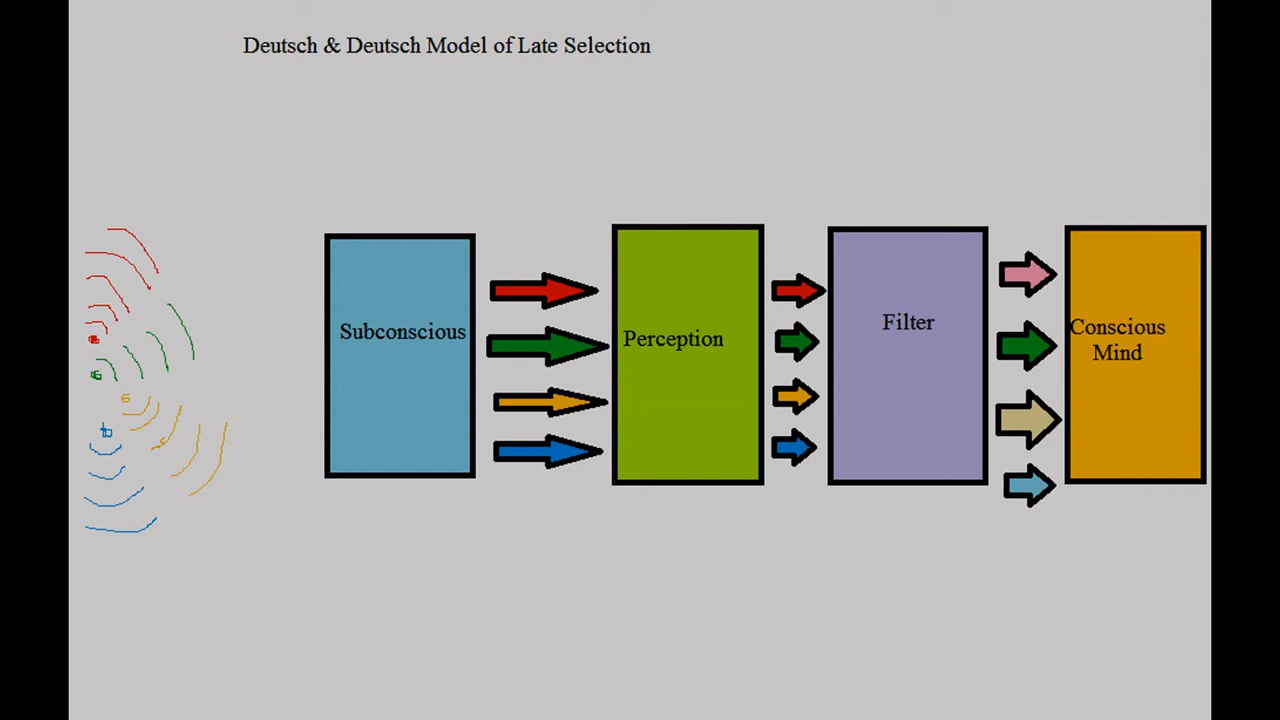 Deutsch & Deutsch Model of Late Selection
Subconscious
Perception
Filter
Conscious
Mind